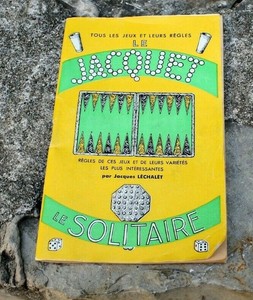 TOUS LES JEUX ET LEURS RÈGLES
LE
JACQUET
RÈGLES DE CES JEUX ET DE LEURS VARIÉTÉS
LES PLUS INTÉRESSANTES
par Jacques LÉCHALET
LE SOLITAIRE